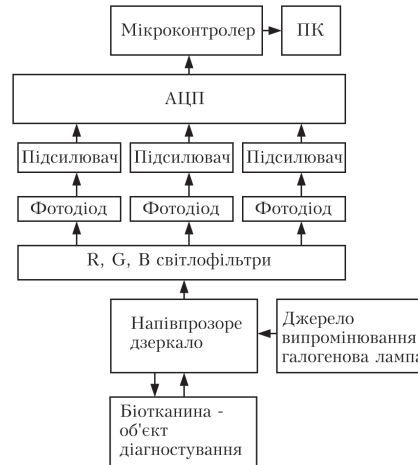 Мікроконтролер
ПК
АЦП
Підсилювач Підсилювач Підсилювач
Фотодіод Фотодіод Фотодіод
R, G, B світлофільтри
Напівпрозоре
дзеркало
Джерело
випромінювання
галогенова лампа
Біотканина -
об'єкт
діагностування